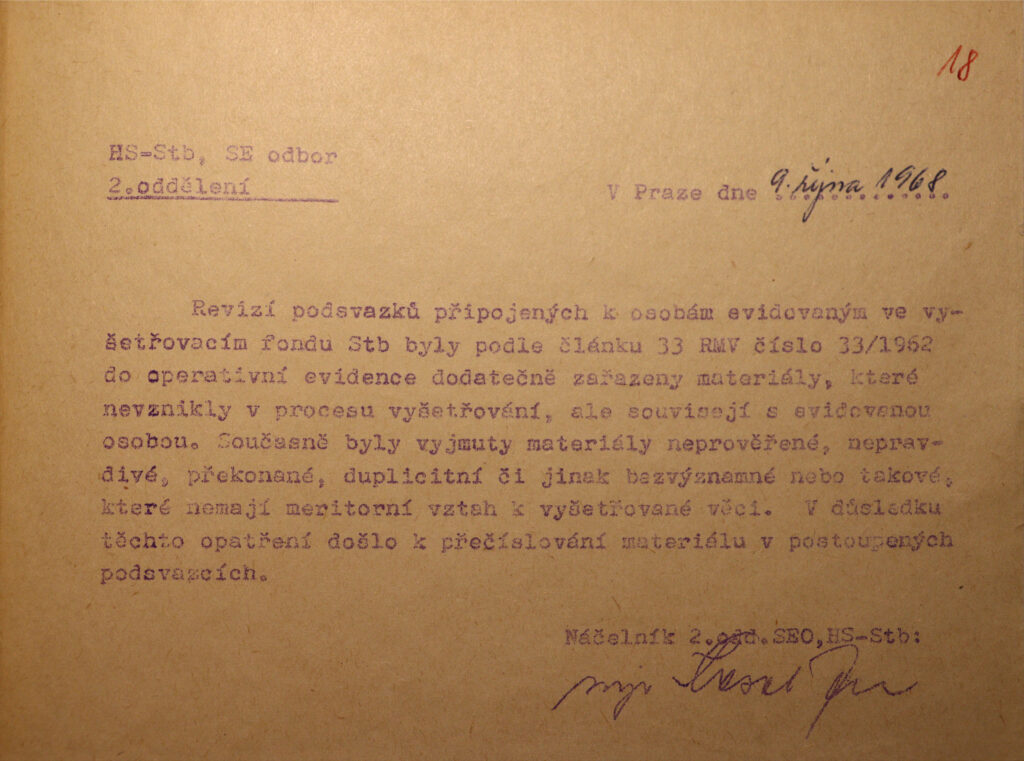 18
HS-Stb, SE odbor
2.oddělení
V Praze dne 9. října 1968
Revizí podsvazků připojených k osobám evidovaným ve vy-
šetřovacím fondu Stb byly podle článku 33 RMV číslo 33/1962
do operativní evidence dodatečně zařazeny materiály, které
nevznikly v procesu vyšetřování, ale souvisejí s evidovanou
osobou. Současně byly vyjmuty materiály neprověřené, neprav-
divé, překonané, duplicitní či jinak bezvýznamné nebo takové,
které nemají meritorní vztah k vyšetřované věci. V důsledku
těchto opatření došlo k přečíslování materiálu v postoupených
podsvazcích.
Náčelník 2.odd.SEO,HS-Stb: